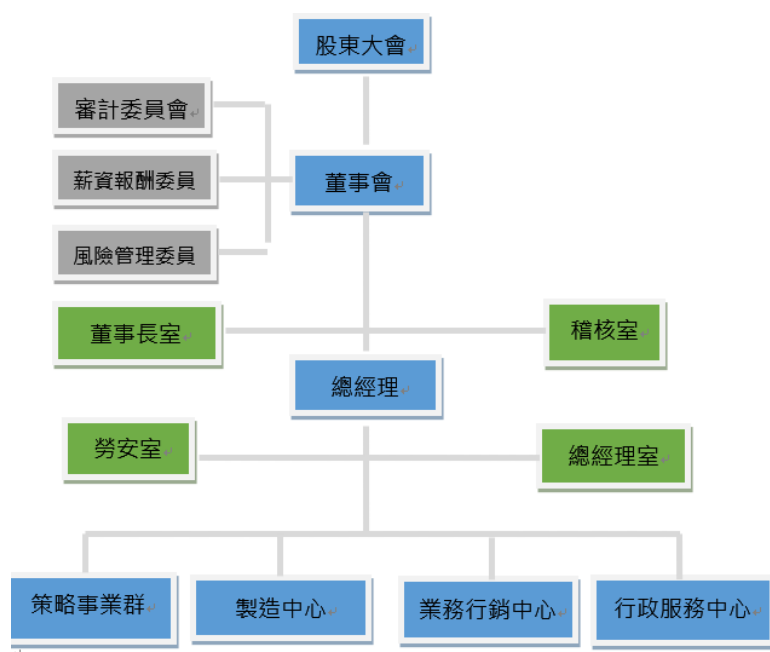 股東大會
審計委員會
薪資報酬委員
董事會
風險管理委員
董事長室
稽核室
總經理
勞安室
總經理室
策略事業群
製造中心
業務行銷中心
行政服務中心